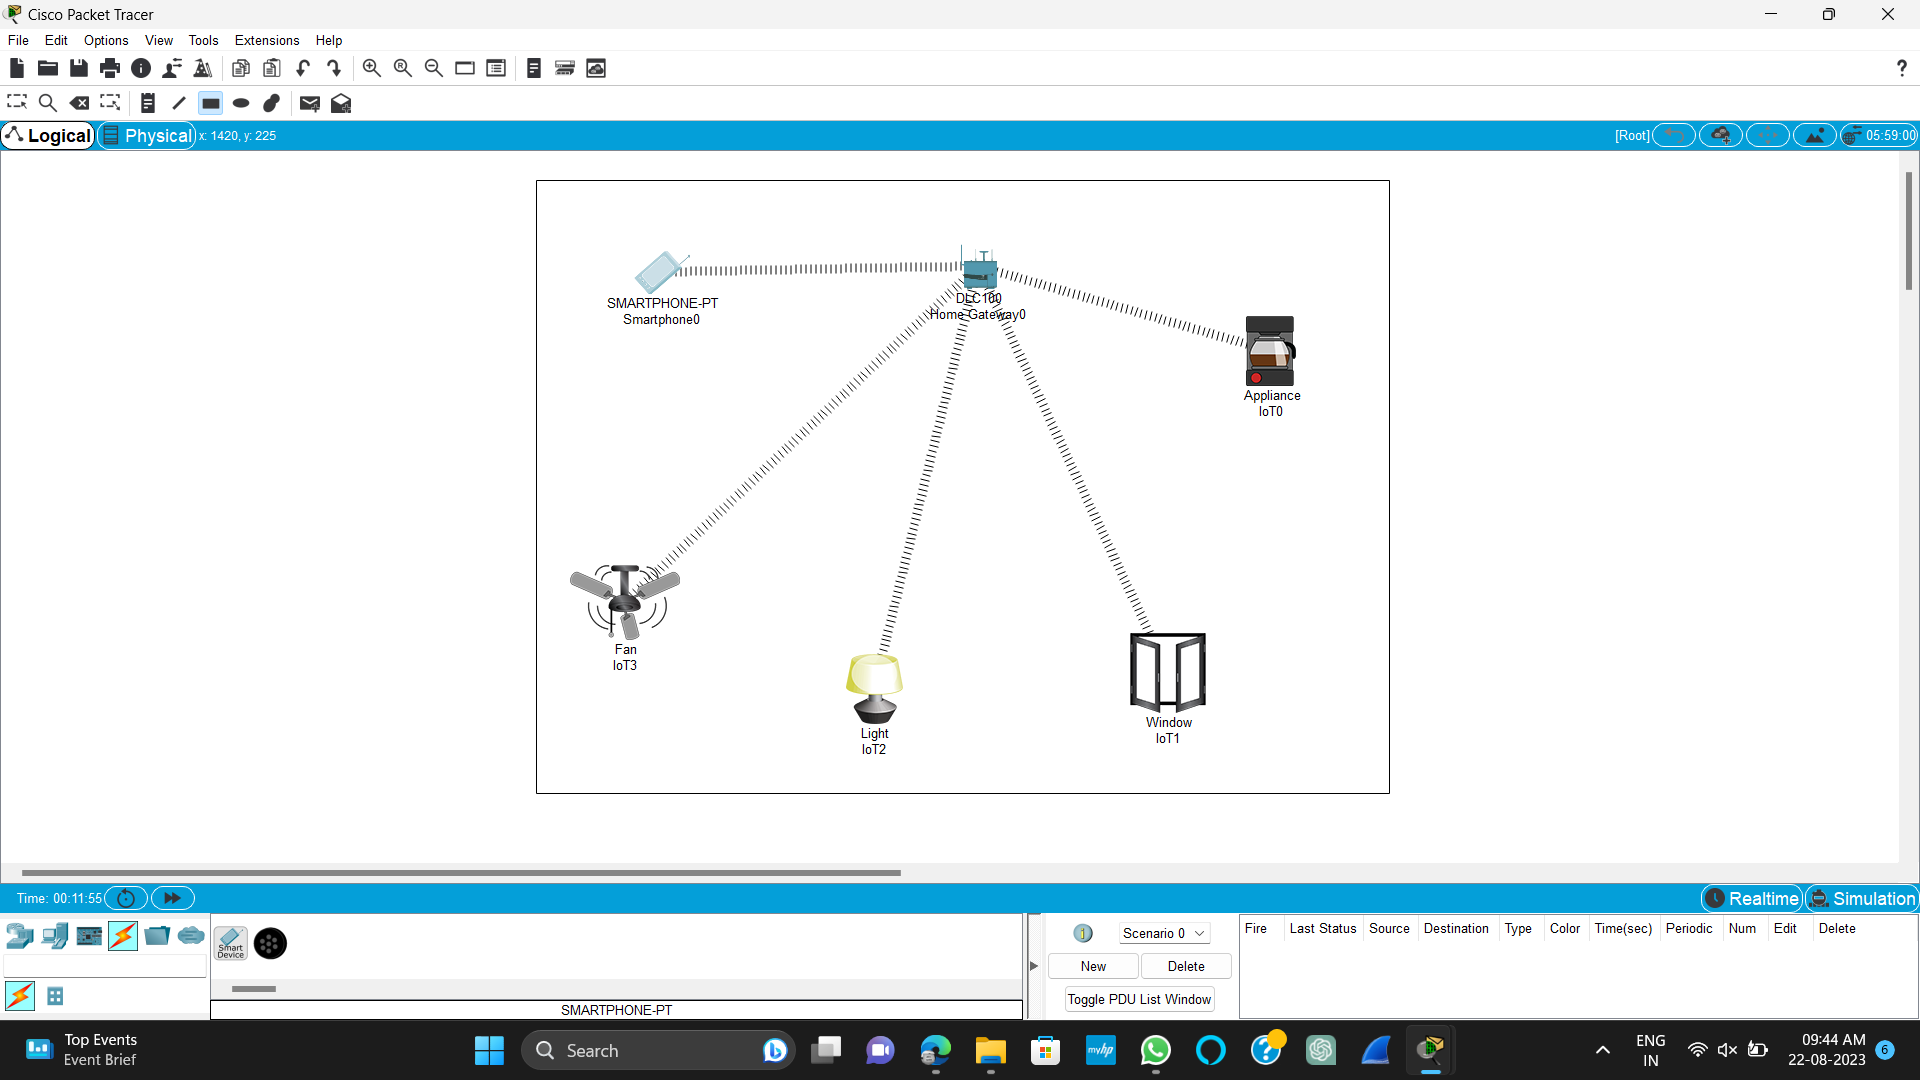 Cisco Packet Tracer
File Edit Options View Tools Extensions Help
?
Logical Physical x: 1420, y: 225 [Root] 05:59:00
SMARTPHONE-PT
Smartphone0
DLC100
Home Gateway0
Appliance
IoT0
Fan
IoT3
Light
IoT2
Window
IoT1
Time: 00:11:55 Realtime Simulation
Smart
Device
SMARTPHONE-PT
1 Scenario 0
New Delete
Toggle PDU List Window
Fire Last Status Source Destination Type Color Time(sec) Periodic Num Edit Delete
Top Events
Event Brief
Search
myhp
ENG
IN
09:44 AM
22-08-2023
6